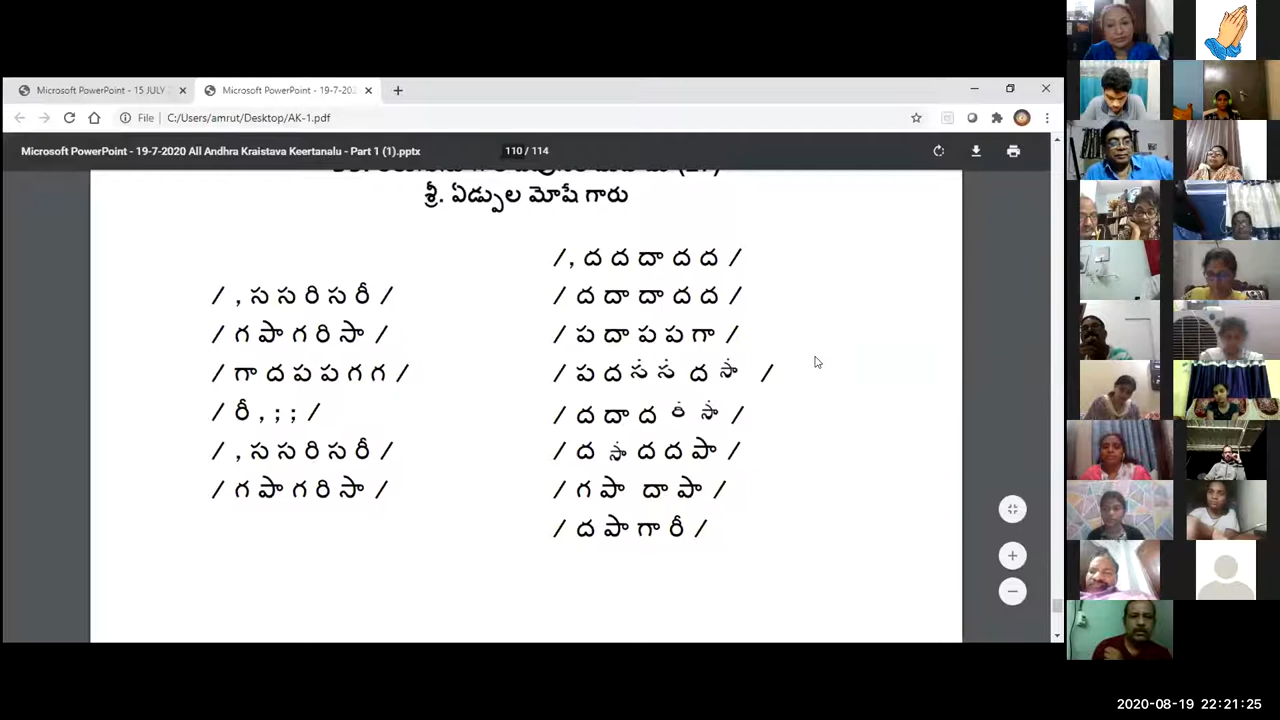 Microsoft PowerPoint - 15 JULY
Microsoft PowerPoint - 19-7-202
File C:/Users/amrut/Desktop/AK-1.pdf
Microsoft PowerPoint - 19-7-2020 All Andhra Kraistava Keertanalu - Part 1 (1).pptx 110 / 114
శ్రీ. ఏడ్పుల మోషే గారు
/ , స స రి స రీ /
/ గ పా గ రి సా /
/ గా ద ప ప గ గ /
/ రీ , ; ; /
/ , స స రి స రీ /
/ గ పా గ రి సా /
/, ద ద దా ద ద /
/ ద దా దా ద ద /
/ ప దా ప ప గా /
/ ప ద స̇ స̇ ద సా̇ /
/ ద దా ద రి̇ సా̇ /
/ ద సా̇ ద ద పా /
/ గ పా దా పా /
/ ద పా గా రీ /
2020-08-19 22:21:25